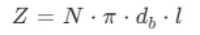 Z = N · π · d_b · l